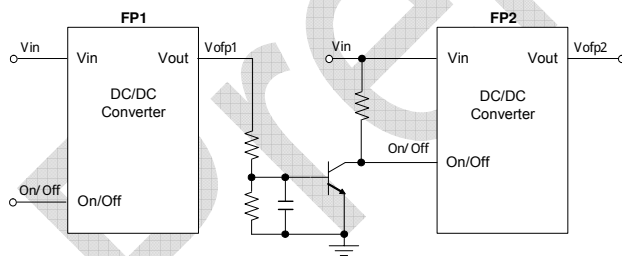 FP1
FP2
Vin
Vin
Vout
Vofp1
Vin
Vin
Vout
Vofp2
DC/DC
Converter
DC/DC
Converter
On/Off
On/Off
On/Off
On/Off